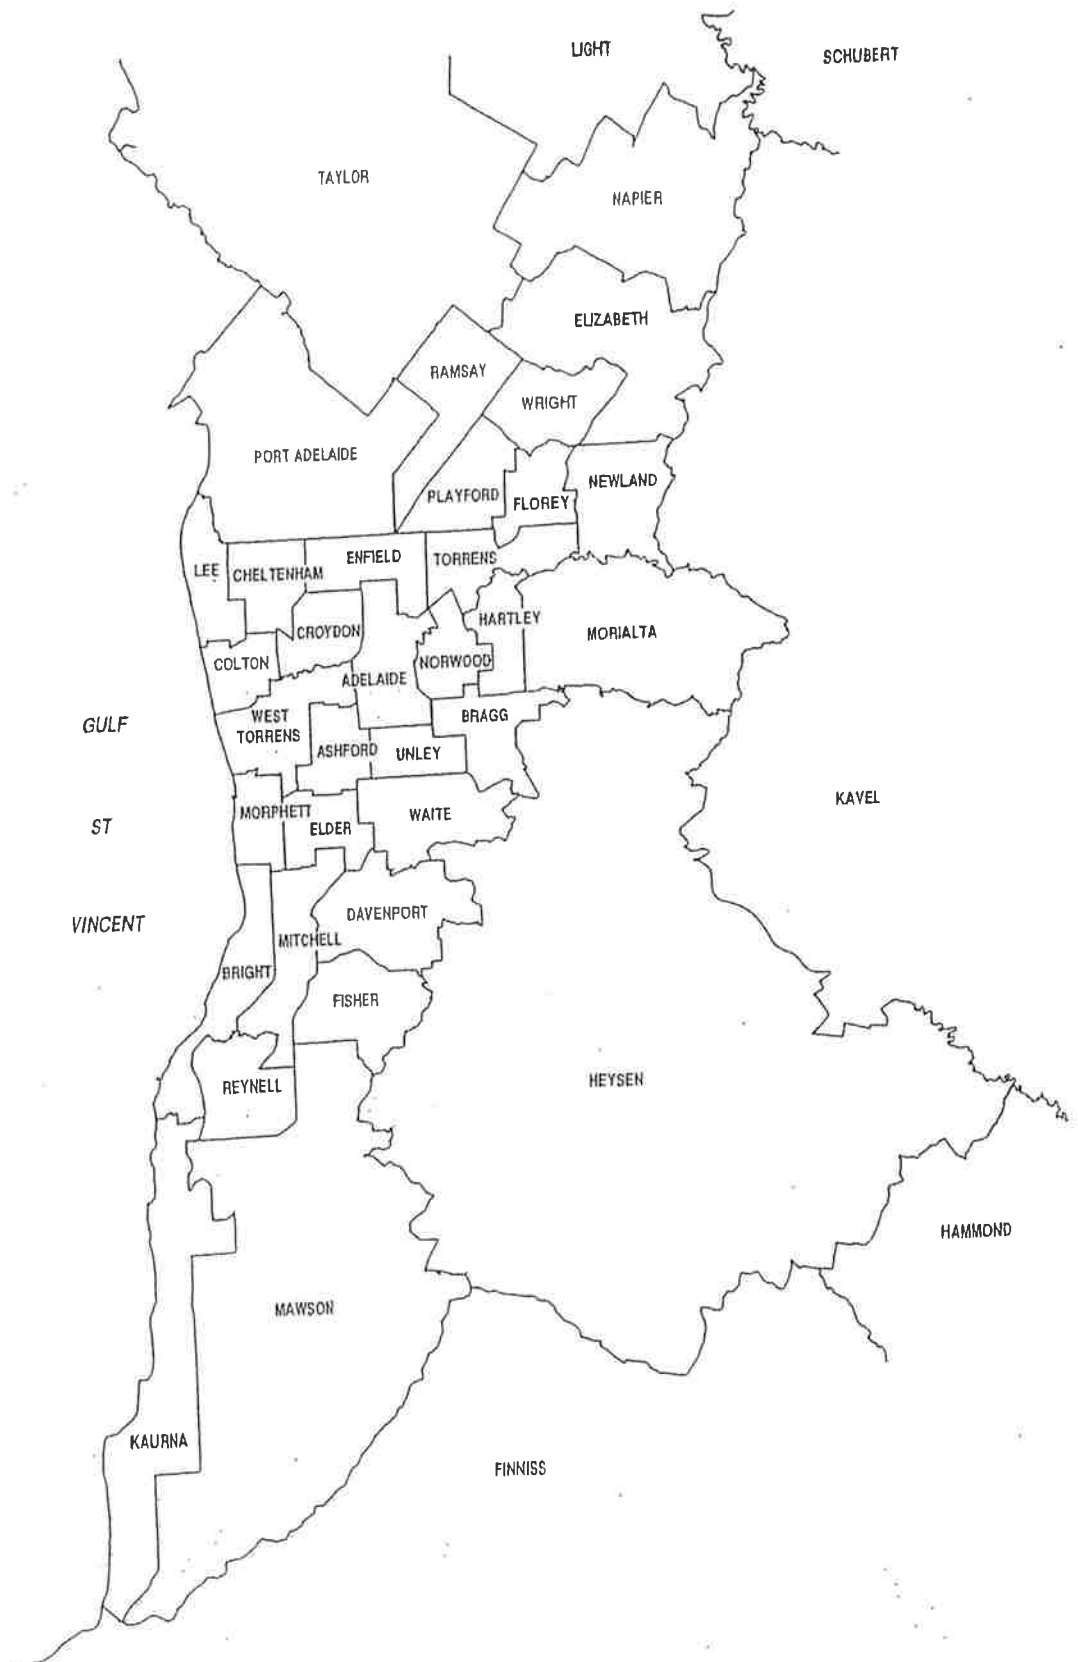 LIGHT
SCHUBERT
TAYLOR
NAPIER
ELIZABETH
RAMSAY
WRIGHT
PORT ADELAIDE
PLAYFORD
FLOREY
NEWLAND
LEE
CHELTENHAM
ENFIELD
TORRENS
HARTLEY
CROYDON
MORIALTA
COLTON
NORWOOD
ADELAIDE
GULF
WEST
TORRENS
BRAGG
ASHFORD
UNLEY
KAVEL
MORPHETT
ELDER
WAITE
ST
DAVENPORT
VINCENT
MITCHELL
BRIGHT
FISHER
HEYSEN
REYNELL
HAMMOND
MAWSON
KAURNA
FINNISS